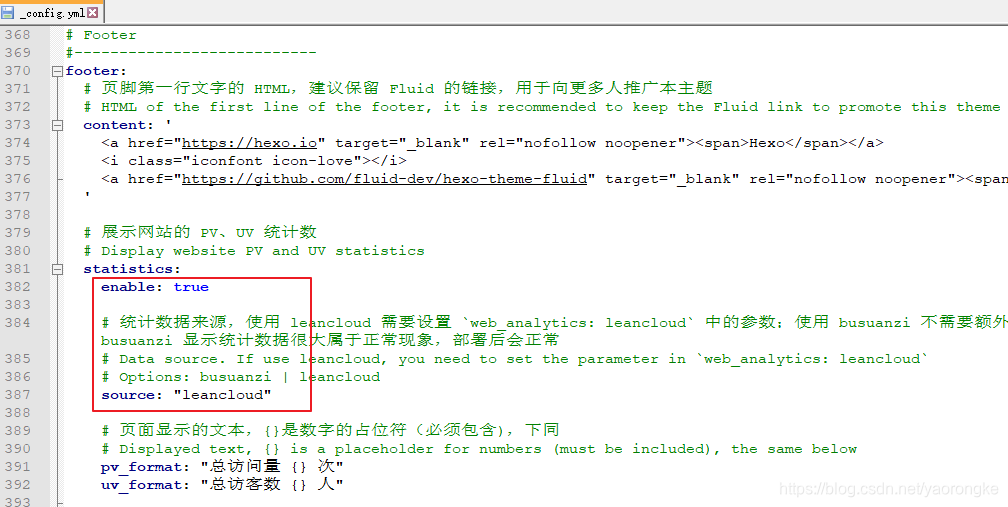 _config.yml
368 # Footer
369 #---------------------------
370 footer:
371 # 页脚第一行文字的 HTML，建议保留 Fluid 的链接，用于向更多人推广本主题
372 # HTML of the first line of the footer, it is recommended to keep the Fluid link to promote this theme
373 content: '
374 <a href="https://hexo.io" target="_blank" rel="nofollow noopener"><span>Hexo</span></a>
375 <i class="iconfont icon-love"></i>
376 <a href="https://github.com/fluid-dev/hexo-theme-fluid" target="_blank" rel="nofollow noopener"><span
377 '
378
379 # 展示网站的 PV、UV 统计数
380 # Display website PV and UV statistics
381 statistics:
382 enable: true
383
384 # 统计数据来源，使用 leancloud 需要设置 `web_analytics: leancloud` 中的参数；使用 busuanzi 不需要额外
busuanzi 显示统计数据很大属于正常现象，部署后会正常
385 # Data source. If use leancloud, you need to set the parameter in `web_analytics: leancloud`
386 # Options: busuanzi | leancloud
387 source: "leancloud"
388
389 # 页面显示的文本，{}是数字的占位符（必须包含)，下同
390 # Displayed text, {} is a placeholder for numbers (must be included), the same below
391 pv_format: "总访问量 {} 次"
392 uv_format: "总访客数 {} 人"
393
https://blog.csdn.net/yaorongke